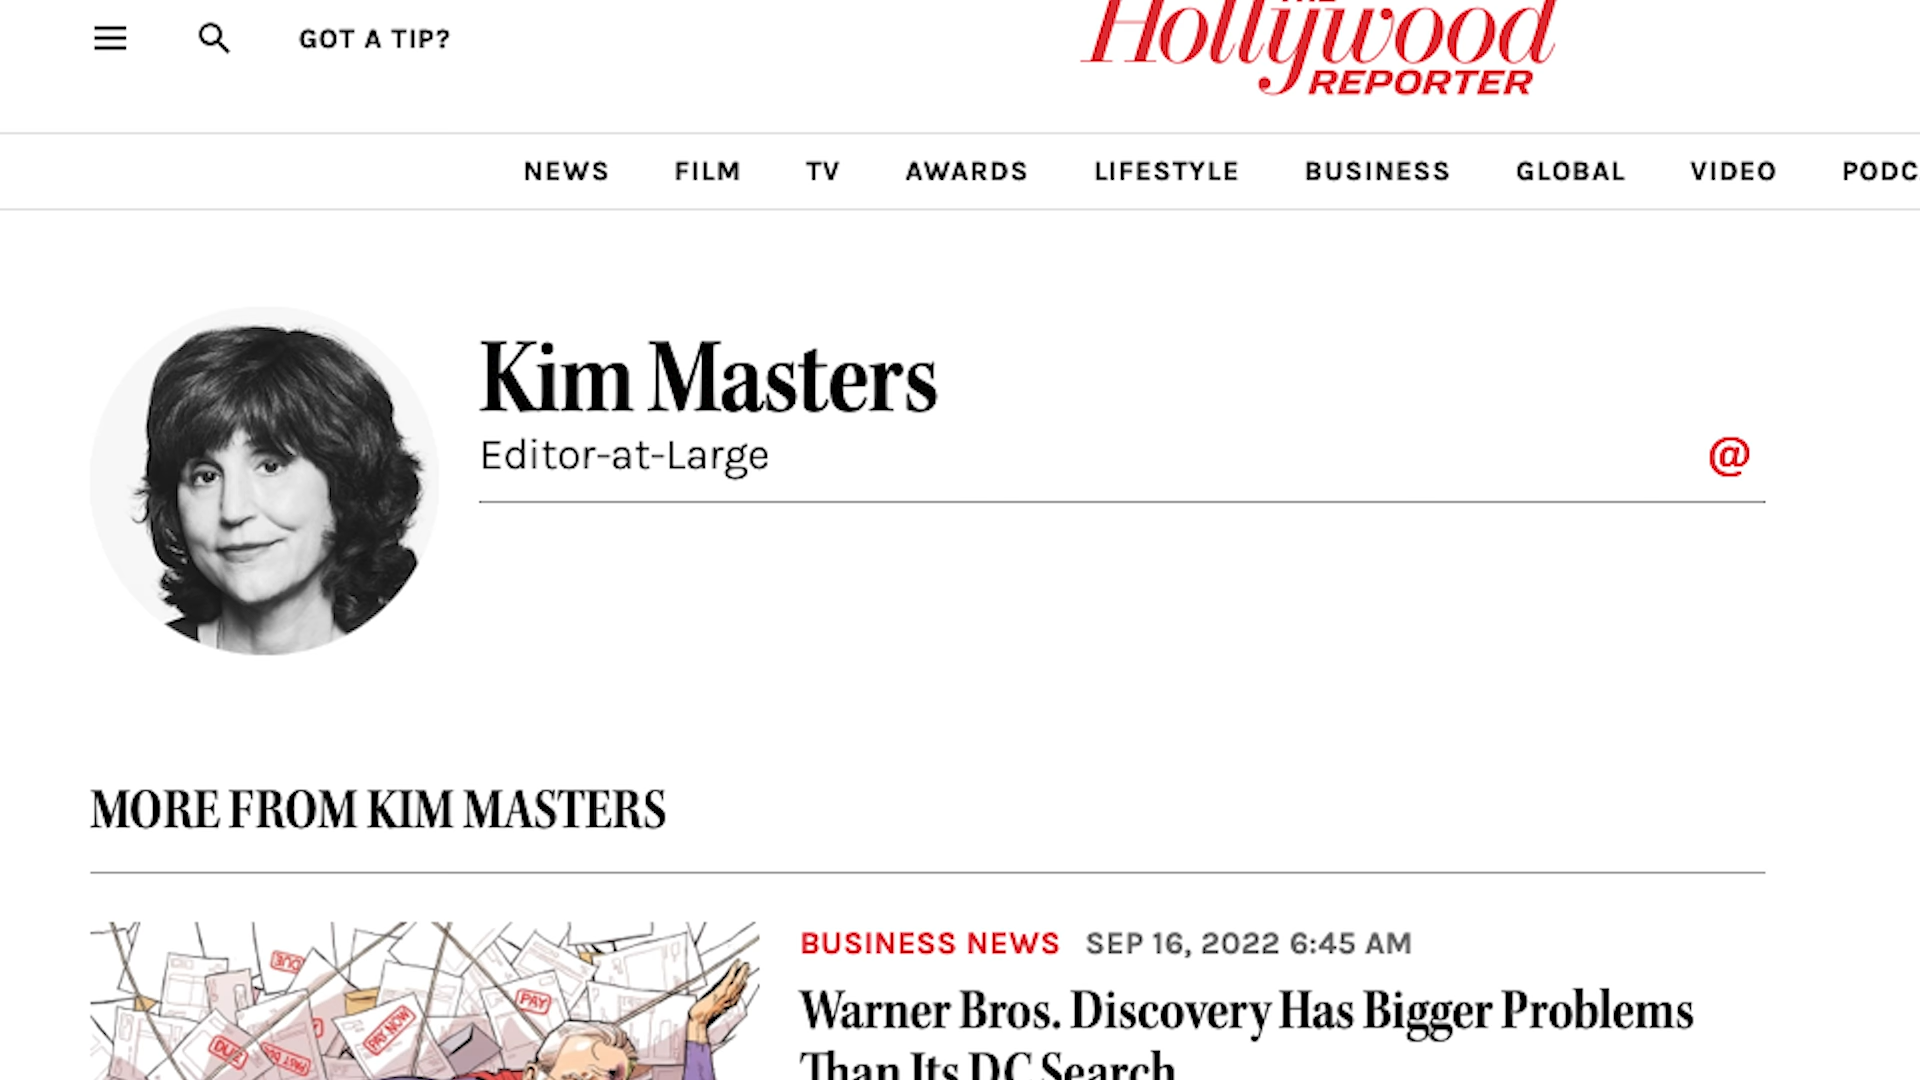 GOT A TIP?
THE
Hollywood
REPORTER
NEWS FILM TV AWARDS LIFESTYLE BUSINESS GLOBAL VIDEO PODC
Kim Masters
Editor-at-Large
@
MORE FROM KIM MASTERS
BUSINESS NEWS SEP 16, 2022 6:45 AM
Warner Bros. Discovery Has Bigger Problems
Than Its DC Search
DUE
PAY
PAY NOW